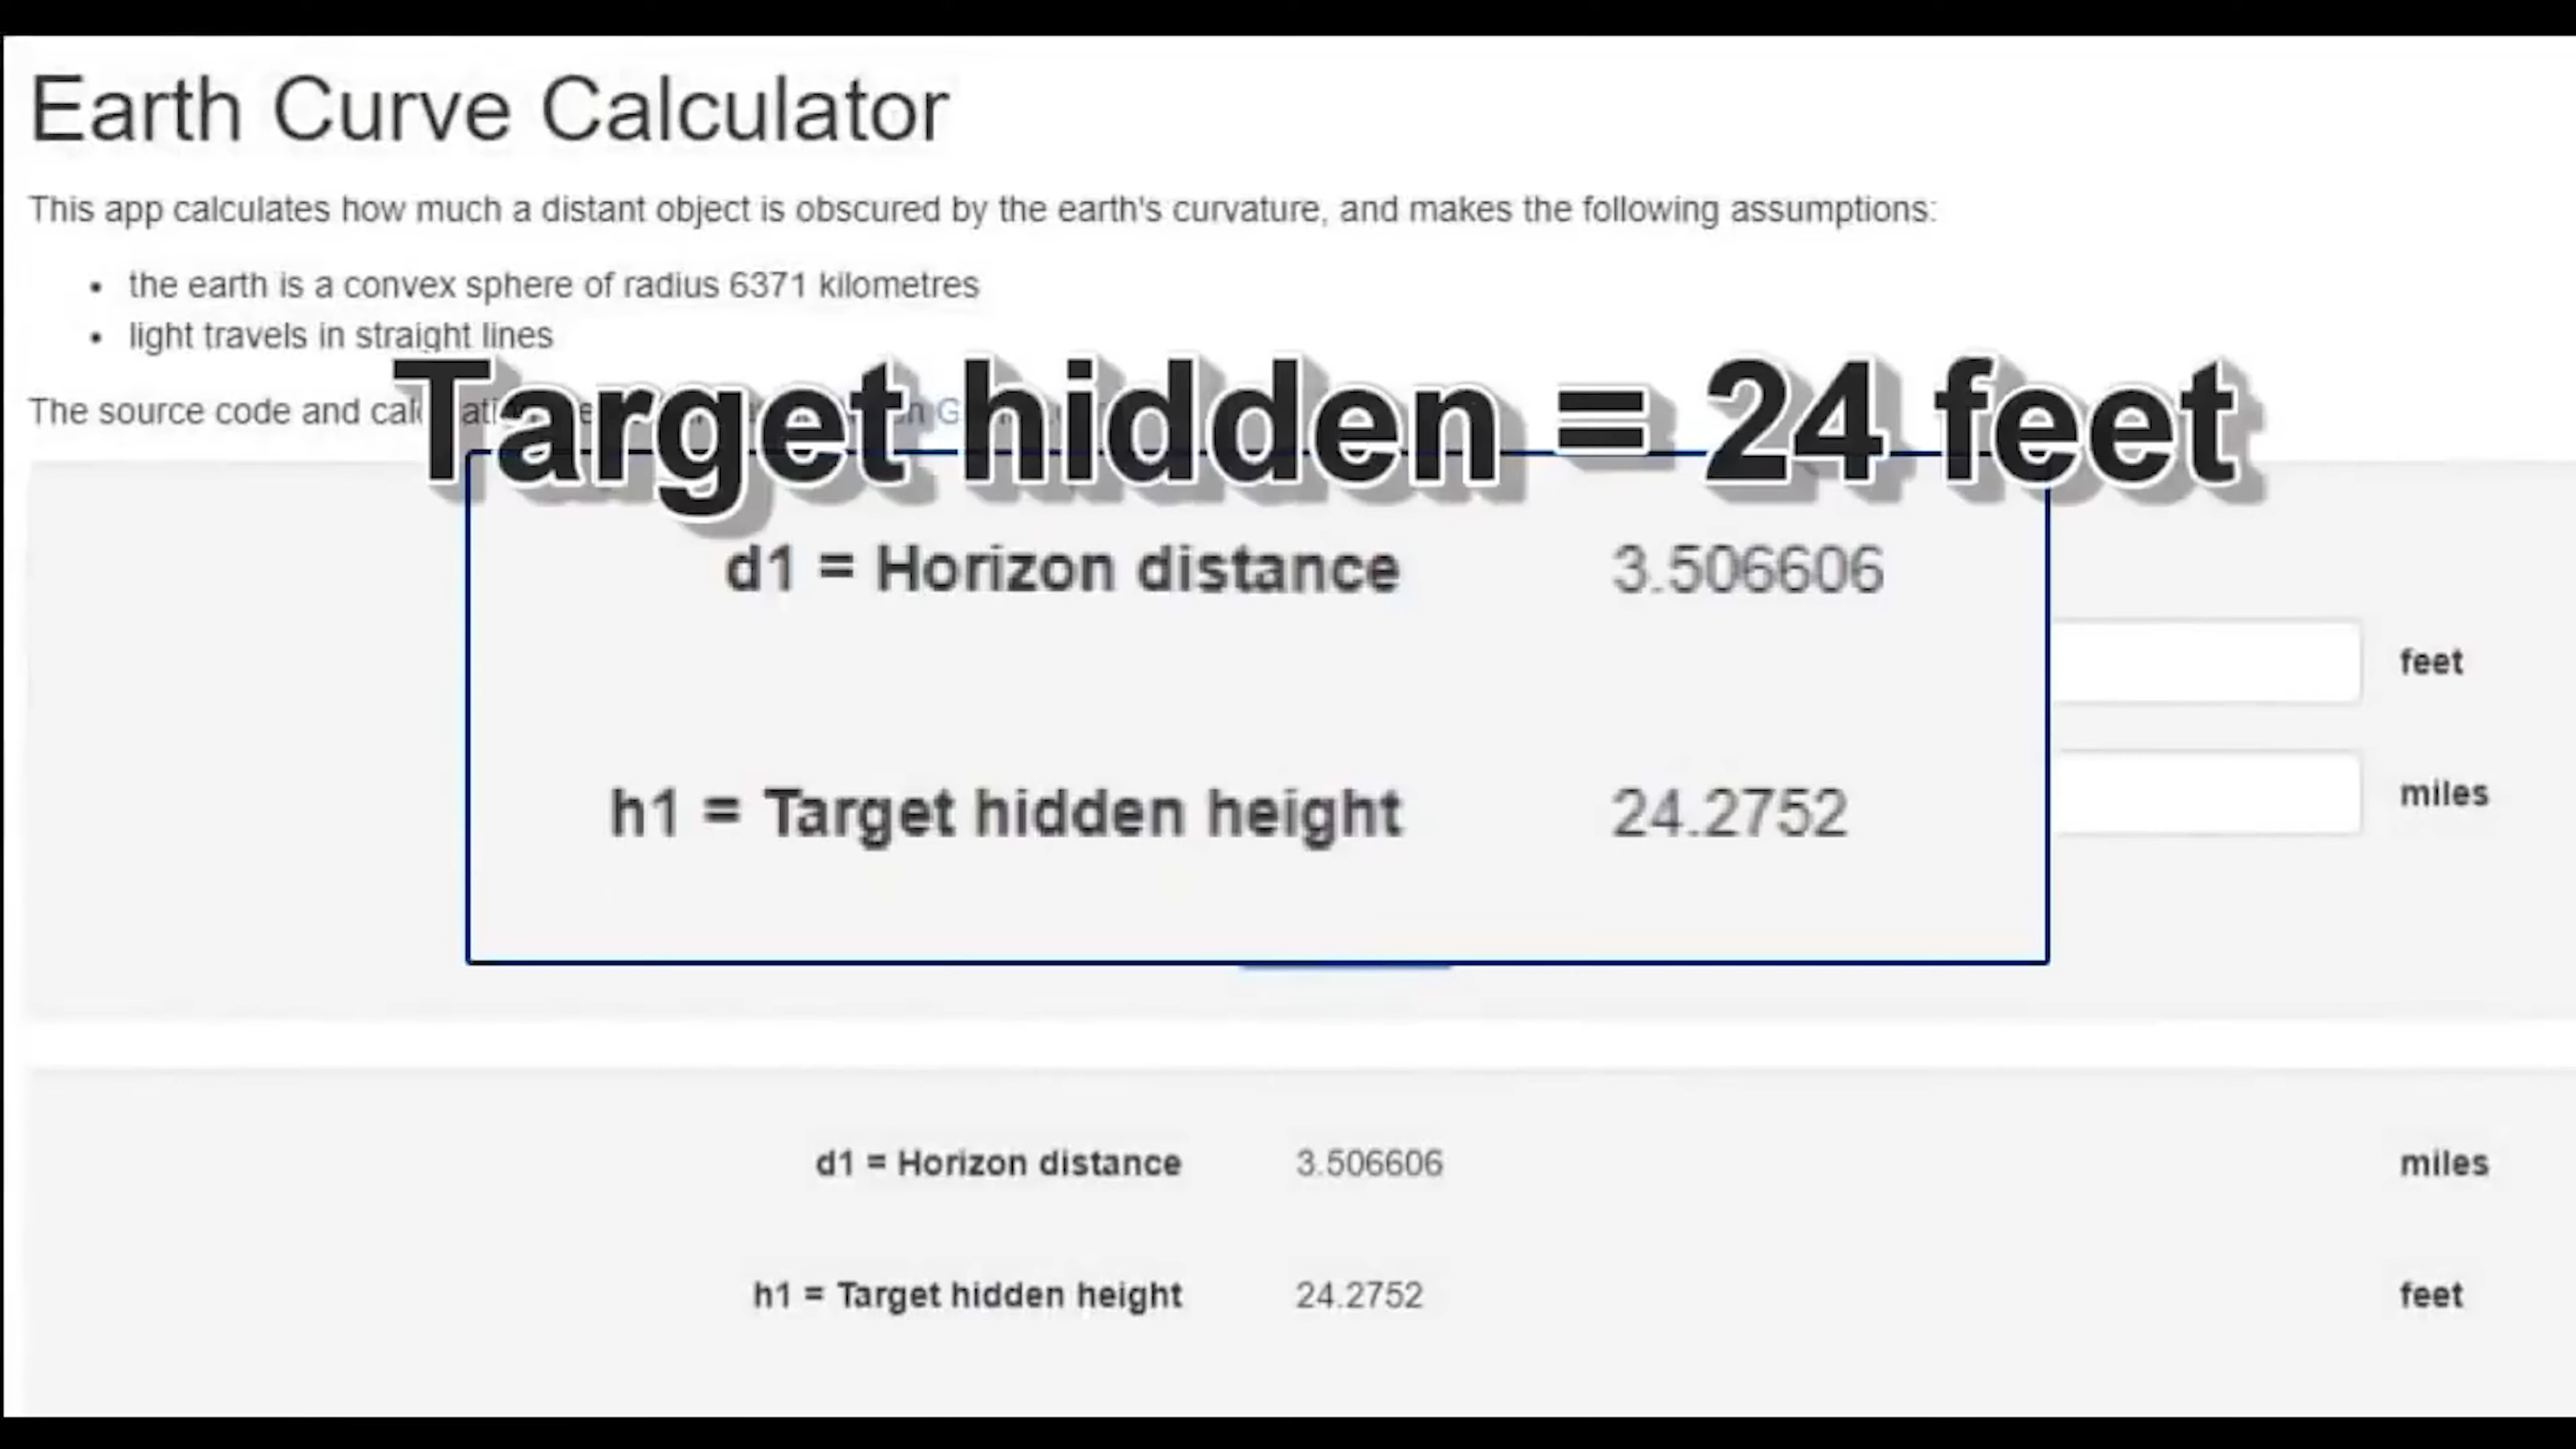 Earth Curve Calculator
This app calculates how much a distant object is obscured by the earth's curvature, and makes the following assumptions:
• the earth is a convex sphere of radius 6371 kilometres
• light travels in straight lines
Target hidden = 24 feet
The source code and
d1 = Horizon distance 3.506606
feet
miles
h1 = Target hidden height 24.2752
d1 = Horizon distance 3.506606 miles
h1 = Target hidden height 24.2752 feet